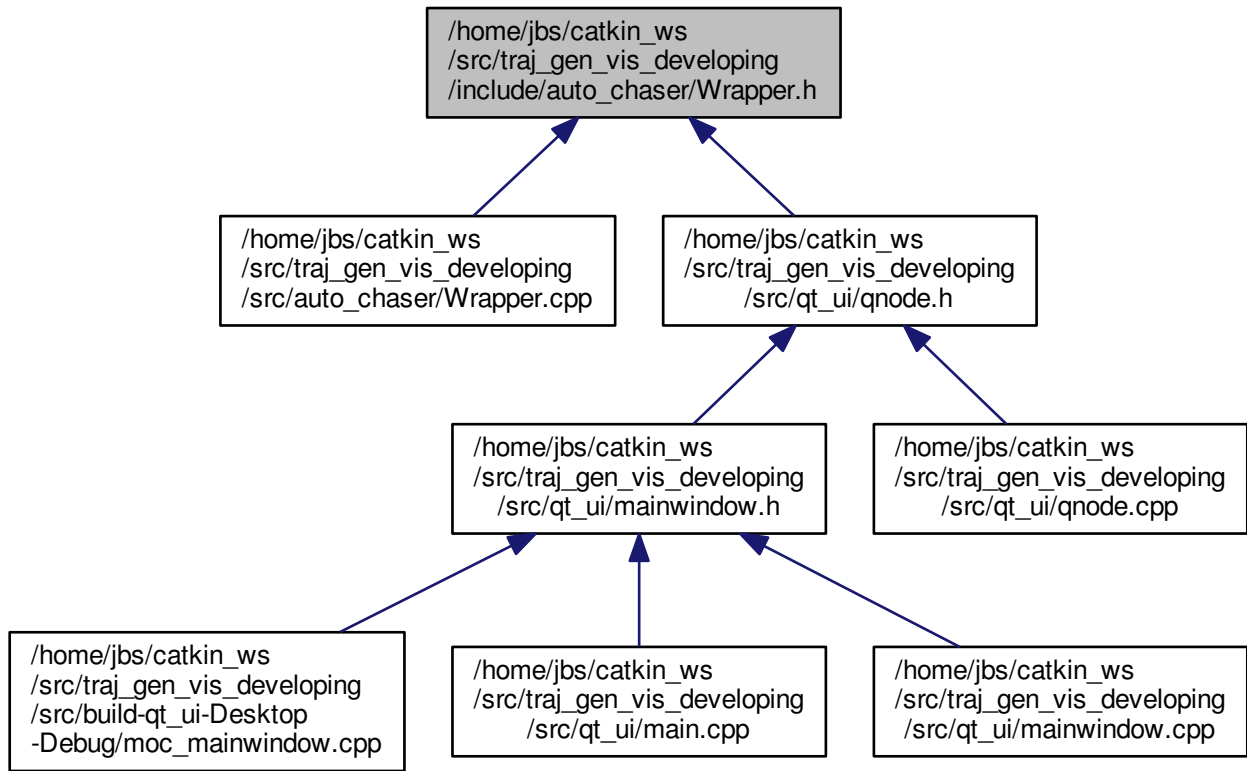 /home/jbs/catkin_ws
/src/traj_gen_vis_developing
/include/auto_chaser/Wrapper.h
/home/jbs/catkin_ws
/src/traj_gen_vis_developing
/src/auto_chaser/Wrapper.cpp
/home/jbs/catkin_ws
/src/traj_gen_vis_developing
/src/qt_ui/qnode.h
/home/jbs/catkin_ws
/src/traj_gen_vis_developing
/src/qt_ui/mainwindow.h
/home/jbs/catkin_ws
/src/traj_gen_vis_developing
/src/qt_ui/qnode.cpp
/home/jbs/catkin_ws
/src/traj_gen_vis_developing
/src/build-qt_ui-Desktop
-Debug/moc_mainwindow.cpp
/home/jbs/catkin_ws
/src/traj_gen_vis_developing
/src/qt_ui/main.cpp
/home/jbs/catkin_ws
/src/traj_gen_vis_developing
/src/qt_ui/mainwindow.cpp